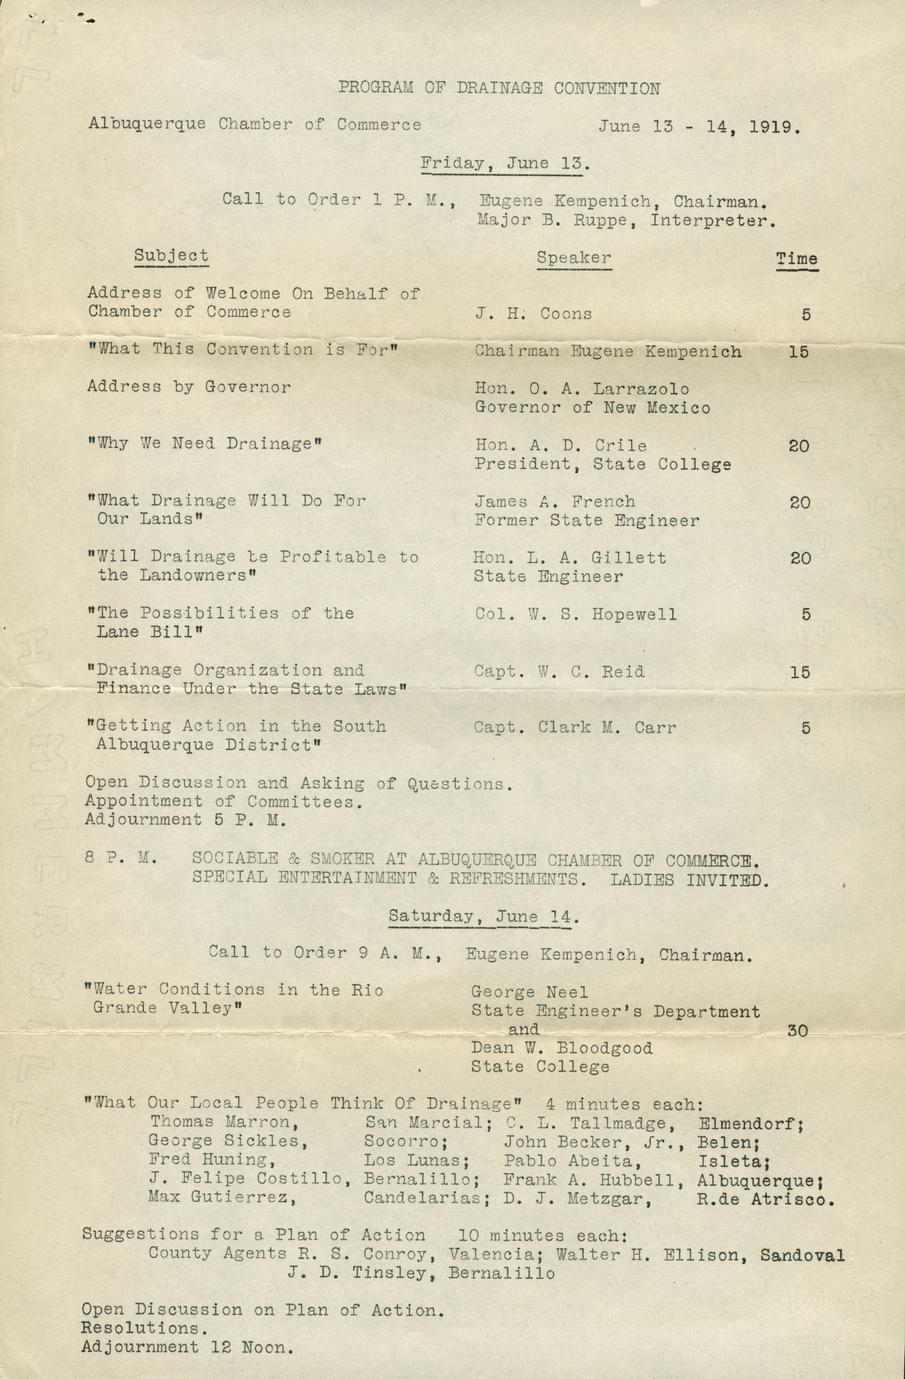 PROGRAM OF DRAINAGE CONVENTION
Albuquerque Chamber of Commerce June 13 - 14, 1919.
Friday, June 13.
Call to Order 1 P. M., Eugene Kempenich, Chairman.
Major B. Ruppe, Interpreter.
Subject Speaker Time
Address of Welcome On Behalf of
Chamber of Commerce J. H. Coons 5
"What This Convention is For" Chairman Eugene Kempenich 15
Address by Governor Hon. O. A. Larrazolo
Governor of New Mexico
"Why We Need Drainage" Hon. A. D. Crile 20
President, State College
"What Drainage Will Do For James A. French 20
Our Lands" Former State Engineer
"Will Drainage be Profitable to Hon. L. A. Gillett 20
the Landowners" State Engineer
"The Possibilities of the Col. W. S. Hopewell 5
Lane Bill"
"Drainage Organization and Capt. W. C. Reid 15
Finance Under the State Laws"
"Getting Action in the South Capt. Clark M. Carr 5
Albuquerque District"
Open Discussion and Asking of Questions.
Appointment of Committees.
Adjournment 5 P. M.
8 P. M. SOCIABLE & SMOKER AT ALBUQUERQUE CHAMBER OF COMMERCE.
SPECIAL ENTERTAINMENT & REFRESHMENTS. LADIES INVITED.
Saturday, June 14.
Call to Order 9 A. M., Eugene Kempenich, Chairman.
"Water Conditions in the Rio George Neel
Grande Valley" State Engineer's Department
and 30
Dean W. Bloodgood
State College
"What Our Local People Think Of Drainage" 4 minutes each:
Thomas Marron, San Marcial; C. L. Tallmadge, Elmendorf;
George Sickles, Socorro; John Becker, Jr., Belen;
Fred Huning, Los Lunas; Pablo Abeita, Isleta;
J. Felipe Costillo, Bernalillo; Frank A. Hubbell, Albuquerque;
Max Gutierrez, Candelarias; D. J. Metzgar, R.de Atrisco.
Suggestions for a Plan of Action 10 minutes each:
County Agents R. S. Conroy, Valencia; Walter H. Ellison, Sandoval
J. D. Tinsley, Bernalillo
Open Discussion on Plan of Action.
Resolutions.
Adjournment 12 Noon.